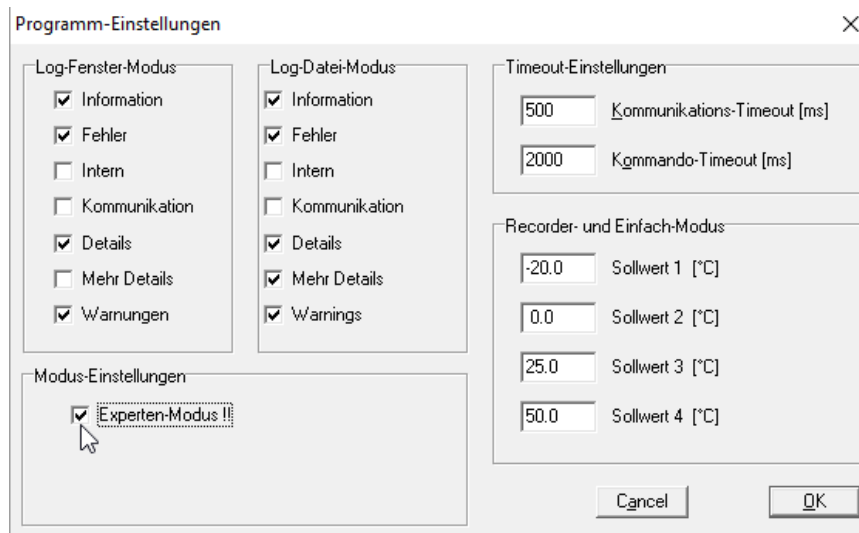 Programm-Einstellungen
Log-Fenster-Modus
Information
Fehler
Intern
Kommunikation
Details
Mehr Details
Warnungen
Log-Datei-Modus
Information
Fehler
Intern
Kommunikation
Details
Mehr Details
Warnings
Timeout-Einstellungen
500 Kommunikations-Timeout [ms]
2000 Kommando-Timeout [ms]
Recorder- und Einfach-Modus
-20.0 Sollwert 1 [°C]
0.0 Sollwert 2 [°C]
25.0 Sollwert 3 [°C]
50.0 Sollwert 4 [°C]
Modus-Einstellungen
Experten-Modus !!
Cancel
OK